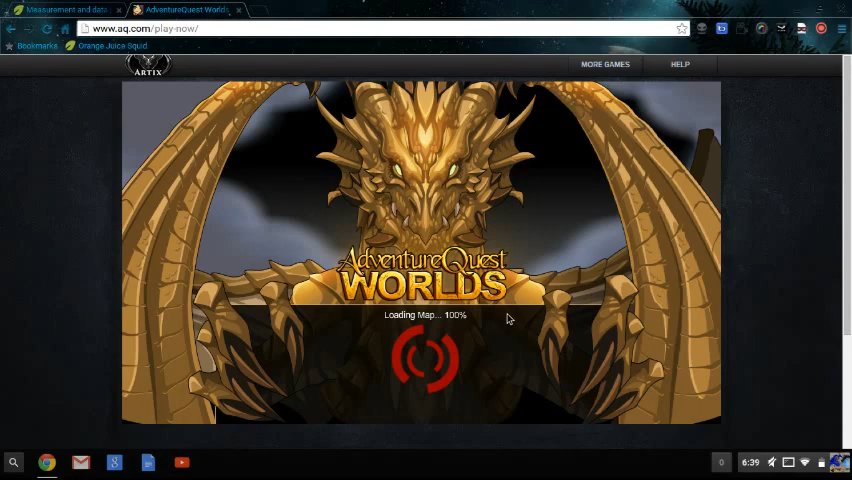 Measurement and data
AdventureQuest Worlds
www.aq.com/play-now/
Bookmarks
Orange Juice Squid
ARTIX
MORE GAMES
HELP
AdventureQuest
WORLDS
Loading Map... 100%
0
6:39